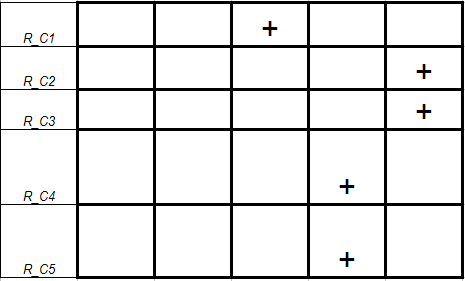 R_C1 +
R_C2 +
R_C3 +
R_C4 +
R_C5 +